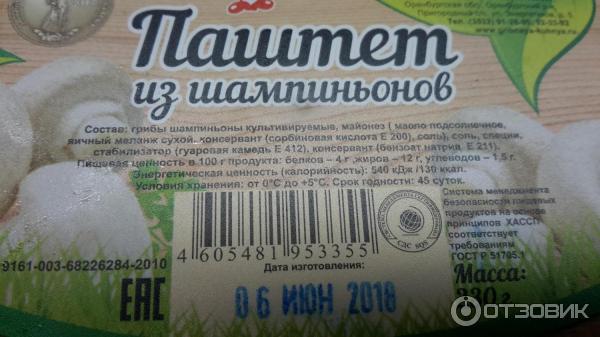 Оренбургская обл., Оренбургский р-н,
Паштет
из шампиньонов
Состав: грибы шампиньоны культивируемые, майонез ( масло подсолнечное,
яичный меланж сухой, консервант (сорбиновая кислота Е 200), соль), соль, специи,
стабилизатор (гуаровая камедь Е 412), консервант (бензоат натрия Е 211).
Пищевая ценность в 100 г продукта: белков – 4 г ,жиров – 12 г, углеводов – 1,5 г.
Энергетическая ценность (калорийность): 540 кДж /130 ккал.
Условия хранения: от 0°С до +5°С. Срок годности: 45 суток.
Система менеджмента
безопасности пищевых
продуктов на основе
принципов ХАССП
соответствует
требованиям
ГОСТ Р 51705.1
4 605481 953355
9161-003-68226284-2010
Дата изготовления:
06 ИЮН 2018
ЕАС
Масса:
ОТЗОВИК